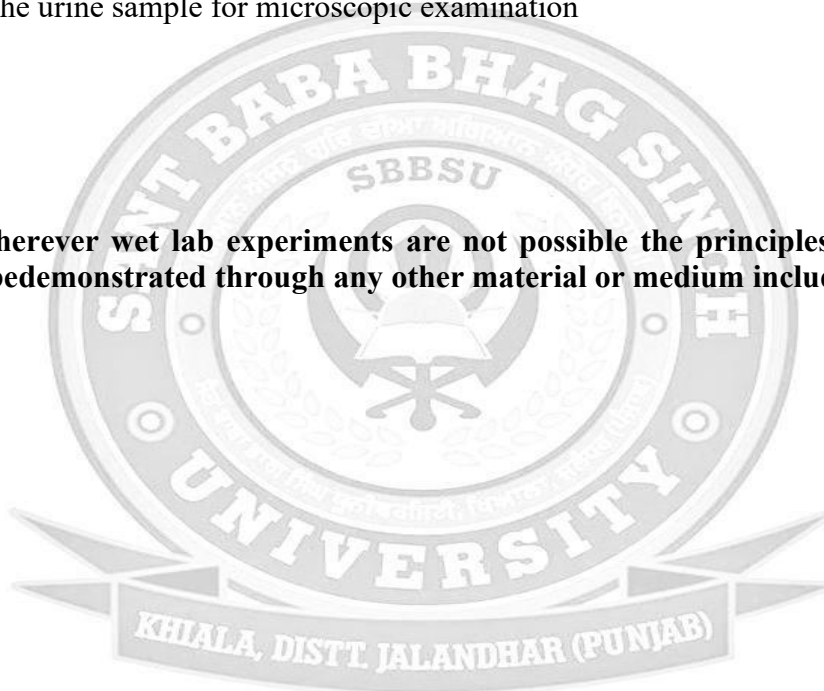 he urine sample for microscopic examination
SANT BABA BHAG SINGH
SBBSU
herever wet lab experiments are not possible the principles
bedemonstrated through any other material or medium includ
UNIVERSITY
KHIALA, DISTT. JALANDHAR (PUNJAB)